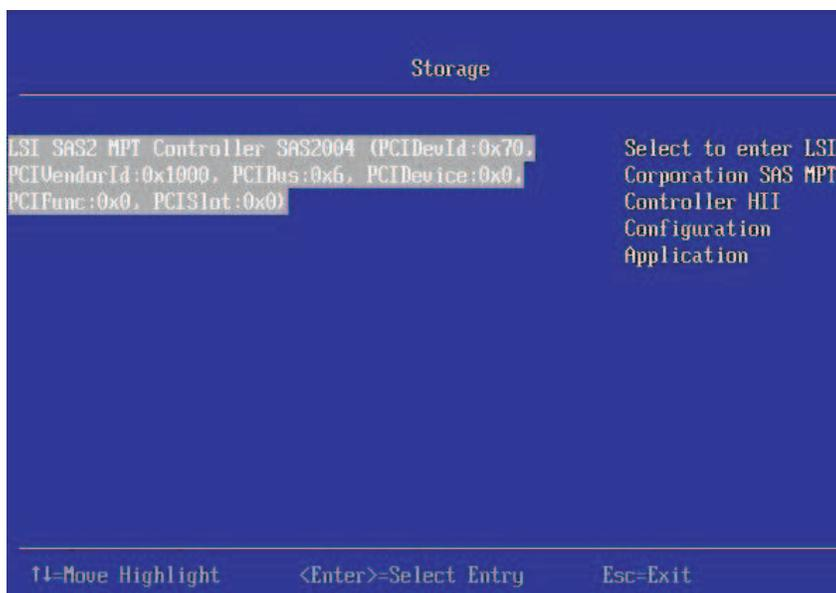 Storage
LSI SAS2 MPT Controller SAS2004 (PCIDevId:0x70,
PCIVendorId:0x1000, PCIBus:0x6, PCIDevice:0x0,
PCIFunc:0x0, PCISlot:0x0)
Select to enter LSI
Corporation SAS MPT
Controller HII
Configuration
Application
↑↓=Move Highlight <Enter>=Select Entry Esc=Exit